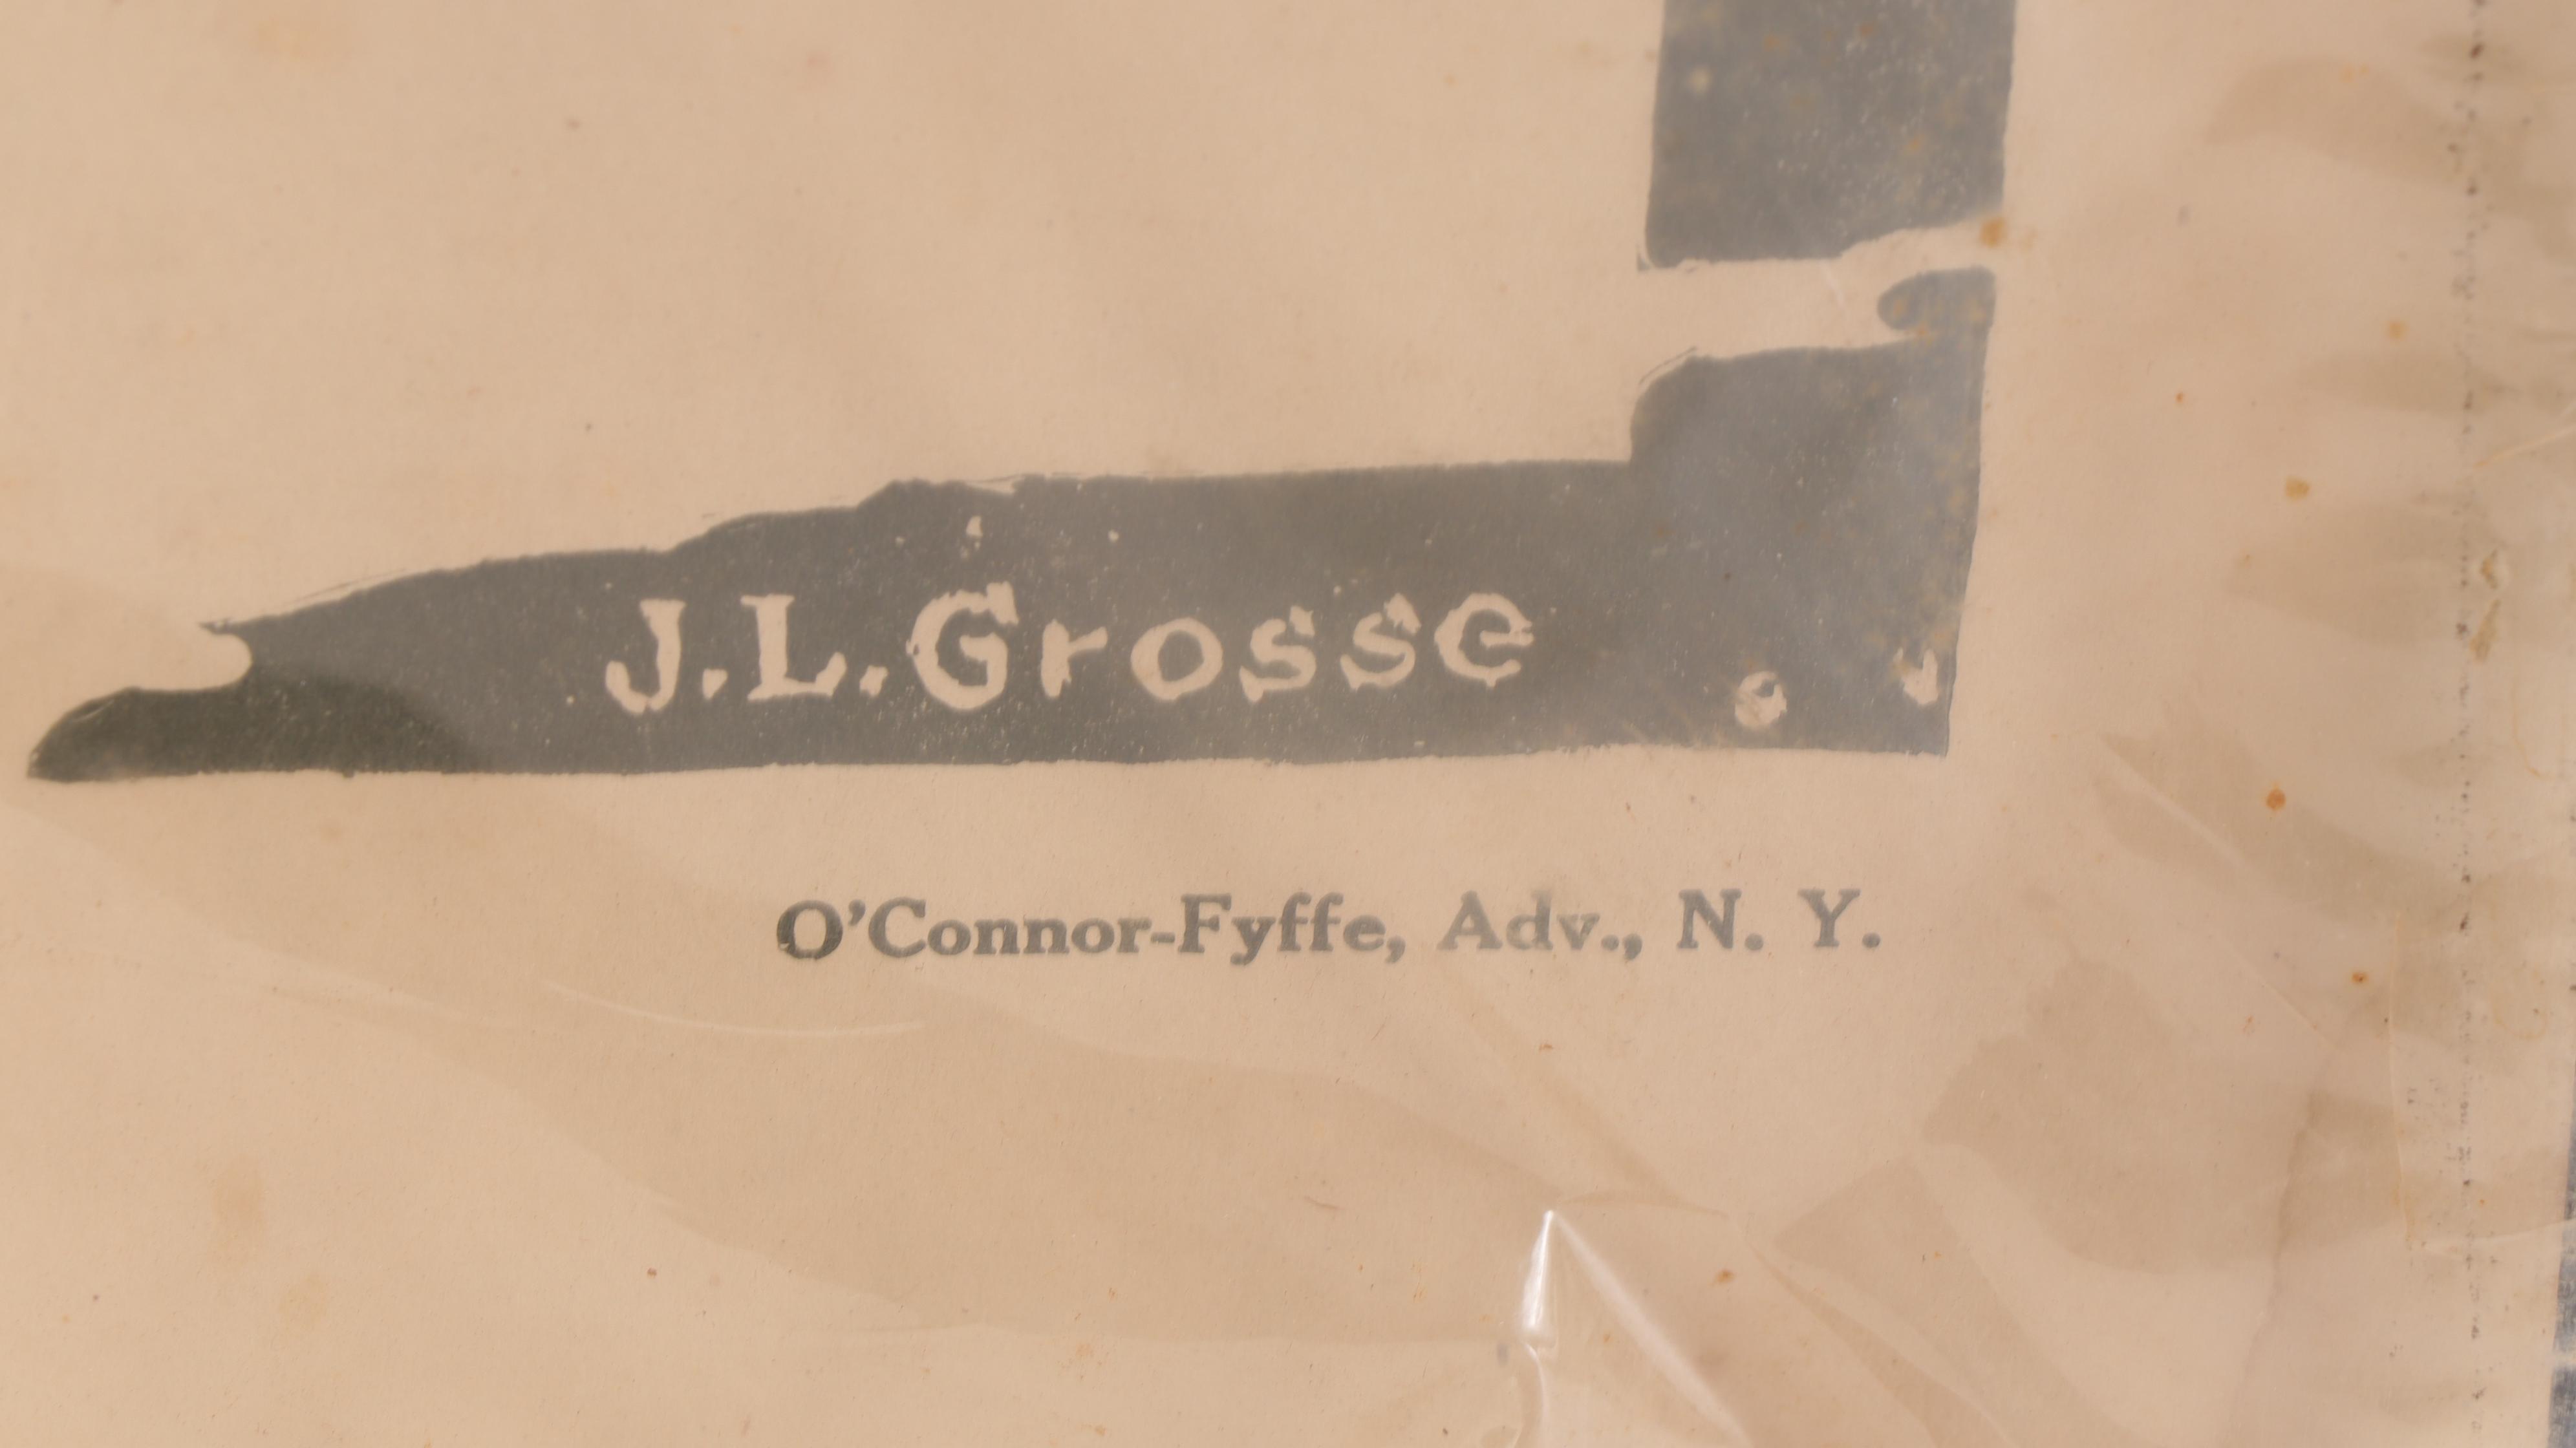 J.L.Grosse
O'Connor-Fyffe, Adv., N. Y.